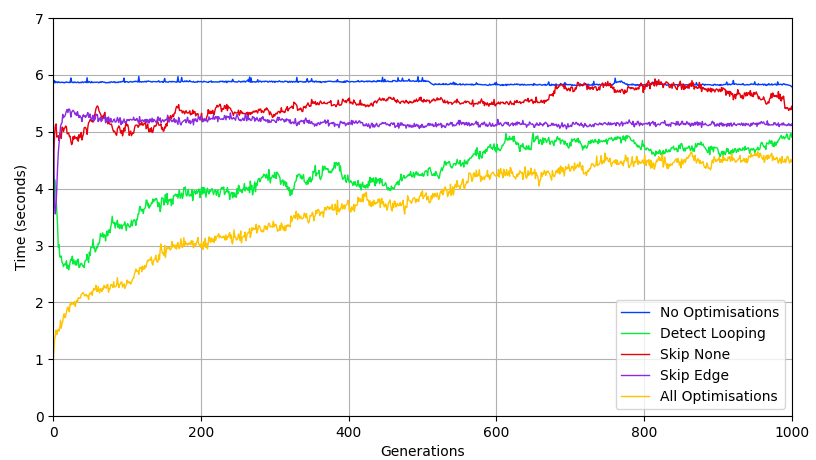 7
6
5
4
3
2
1
0
Time (seconds)
No Optimisations
Detect Looping
Skip None
Skip Edge
All Optimisations
0 200 400 600 800 1000
Generations